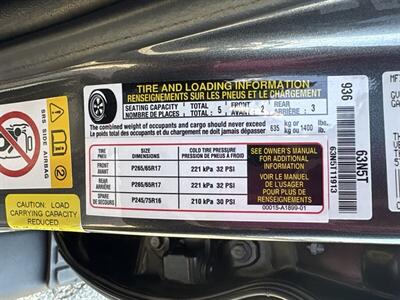 TIRE AND LOADING INFORMATION
RENSEIGNEMENTS SUR LES PNEUS ET LE CHARGEMENT
SEATING CAPACITY TOTAL 5 FRONT 2 REAR 3
NOMBRE DE PLACES TOTAL AVANT ARRIÈRE
The combined weight of occupants and cargo should never exceed 635 kg or 1400 lbs.
Le poids total des occupants et du chargement ne doit jamais dépasser kg ou lb.
TIRE SIZE COLD TIRE PRESSURE
PNEU DIMENSIONS PRESSION DE PNEUS À FROID
FRONT P265/65R17 221 kPa 32 PSI
AVANT
REAR P265/65R17 221 kPa 32 PSI
ARRIÈRE
SPARE P245/75R16 210 kPa 30 PSI
DE SECOURS
SEE OWNER'S MANUAL
FOR ADDITIONAL
INFORMATION
VOIR LE MANUEL
DE L'USAGER
POUR PLUS DE
RENSEIGNEMENTS
00015-A1899-01
936
63N5T
SRS SIDE AIRBAG
CAUTION: LOAD
CARRYING CAPACITY
REDUCED